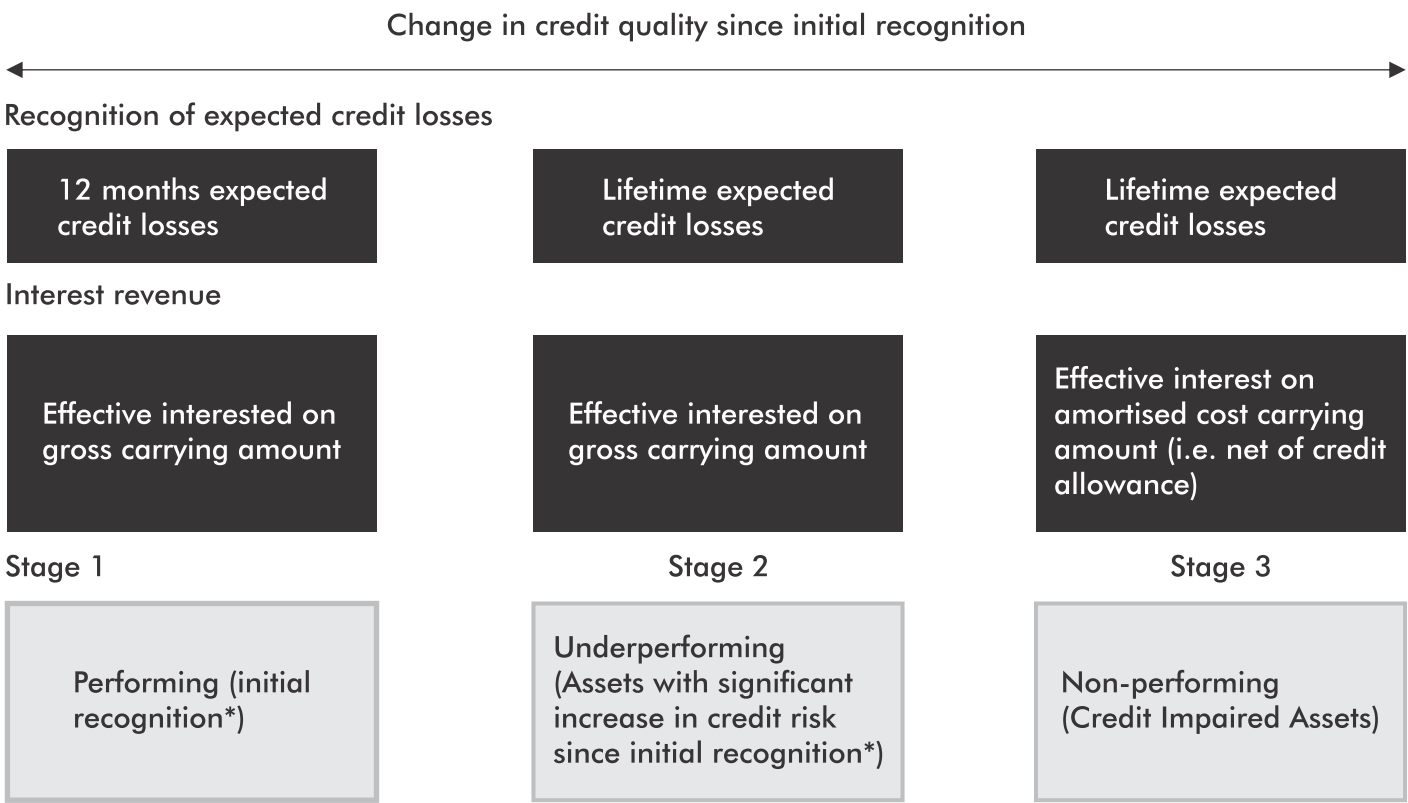 Change in credit quality since initial recognition
Recognition of expected credit losses
12 months expected
credit losses
Lifetime expected
credit losses
Lifetime expected
credit losses
Interest revenue
Effective interested on
gross carrying amount
Effective interested on
gross carrying amount
Effective interest on
amortised cost carrying
amount (i.e. net of credit
allowance)
Stage 1
Stage 2
Stage 3
Performing (initial
recognition*)
Underperforming
(Assets with significant
increase in credit risk
since initial recognition*)
Non-performing
(Credit Impaired Assets)